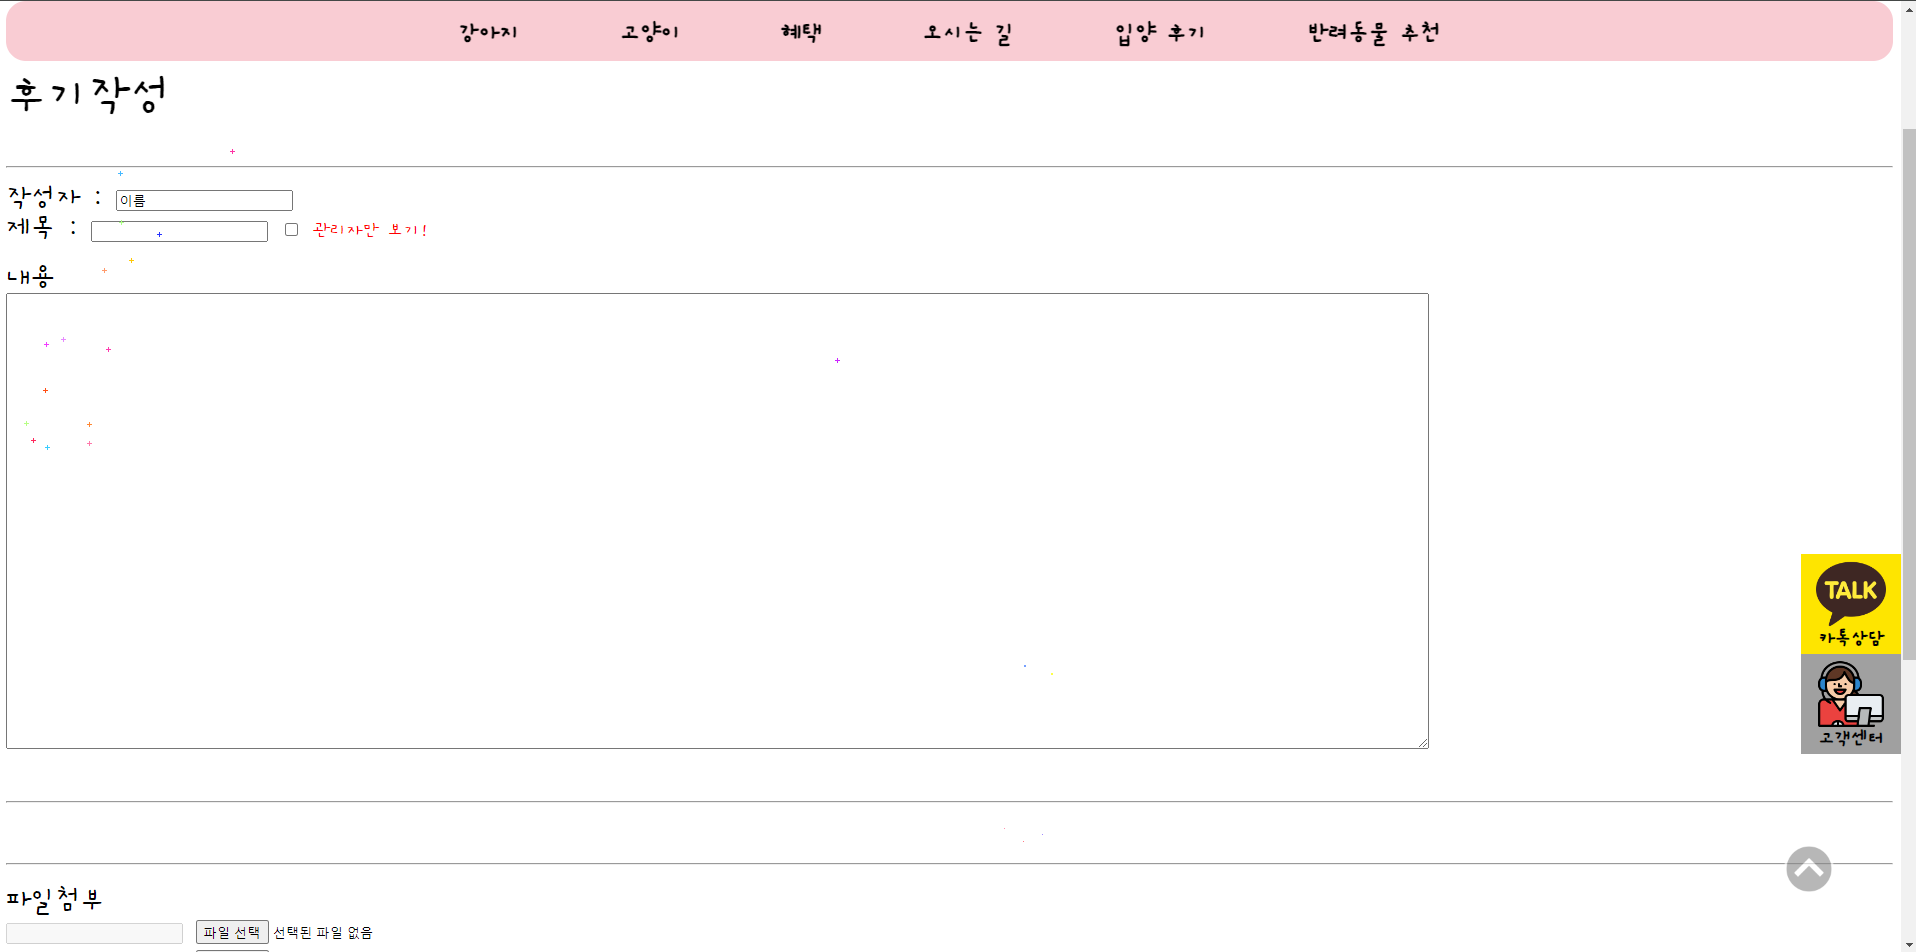 강아지 고양이 혜택 오시는 길 입양 후기 반려동물 추천
후기작성
작성자 : 이름
제목 : 관리자만 보기!
내용
TALK
카톡상담
고객센터
파일첨부
파일 선택 선택된 파일 없음